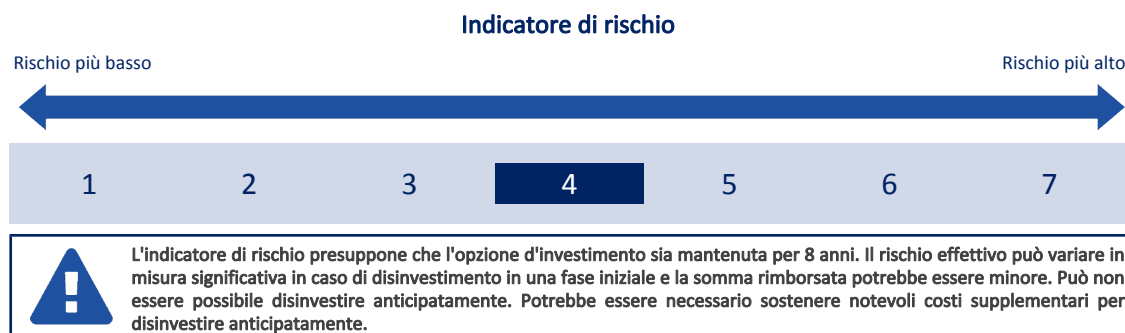 Indicatore di rischio
Rischio più basso Rischio più alto
1 2 3 4 5 6 7
L'indicatore di rischio presuppone che l'opzione d'investimento sia mantenuta per 8 anni. Il rischio effettivo può variare in
misura significativa in caso di disinvestimento in una fase iniziale e la somma rimborsata potrebbe essere minore. Può non
essere possibile disinvestire anticipatamente. Potrebbe essere necessario sostenere notevoli costi supplementari per
disinvestire anticipatamente.